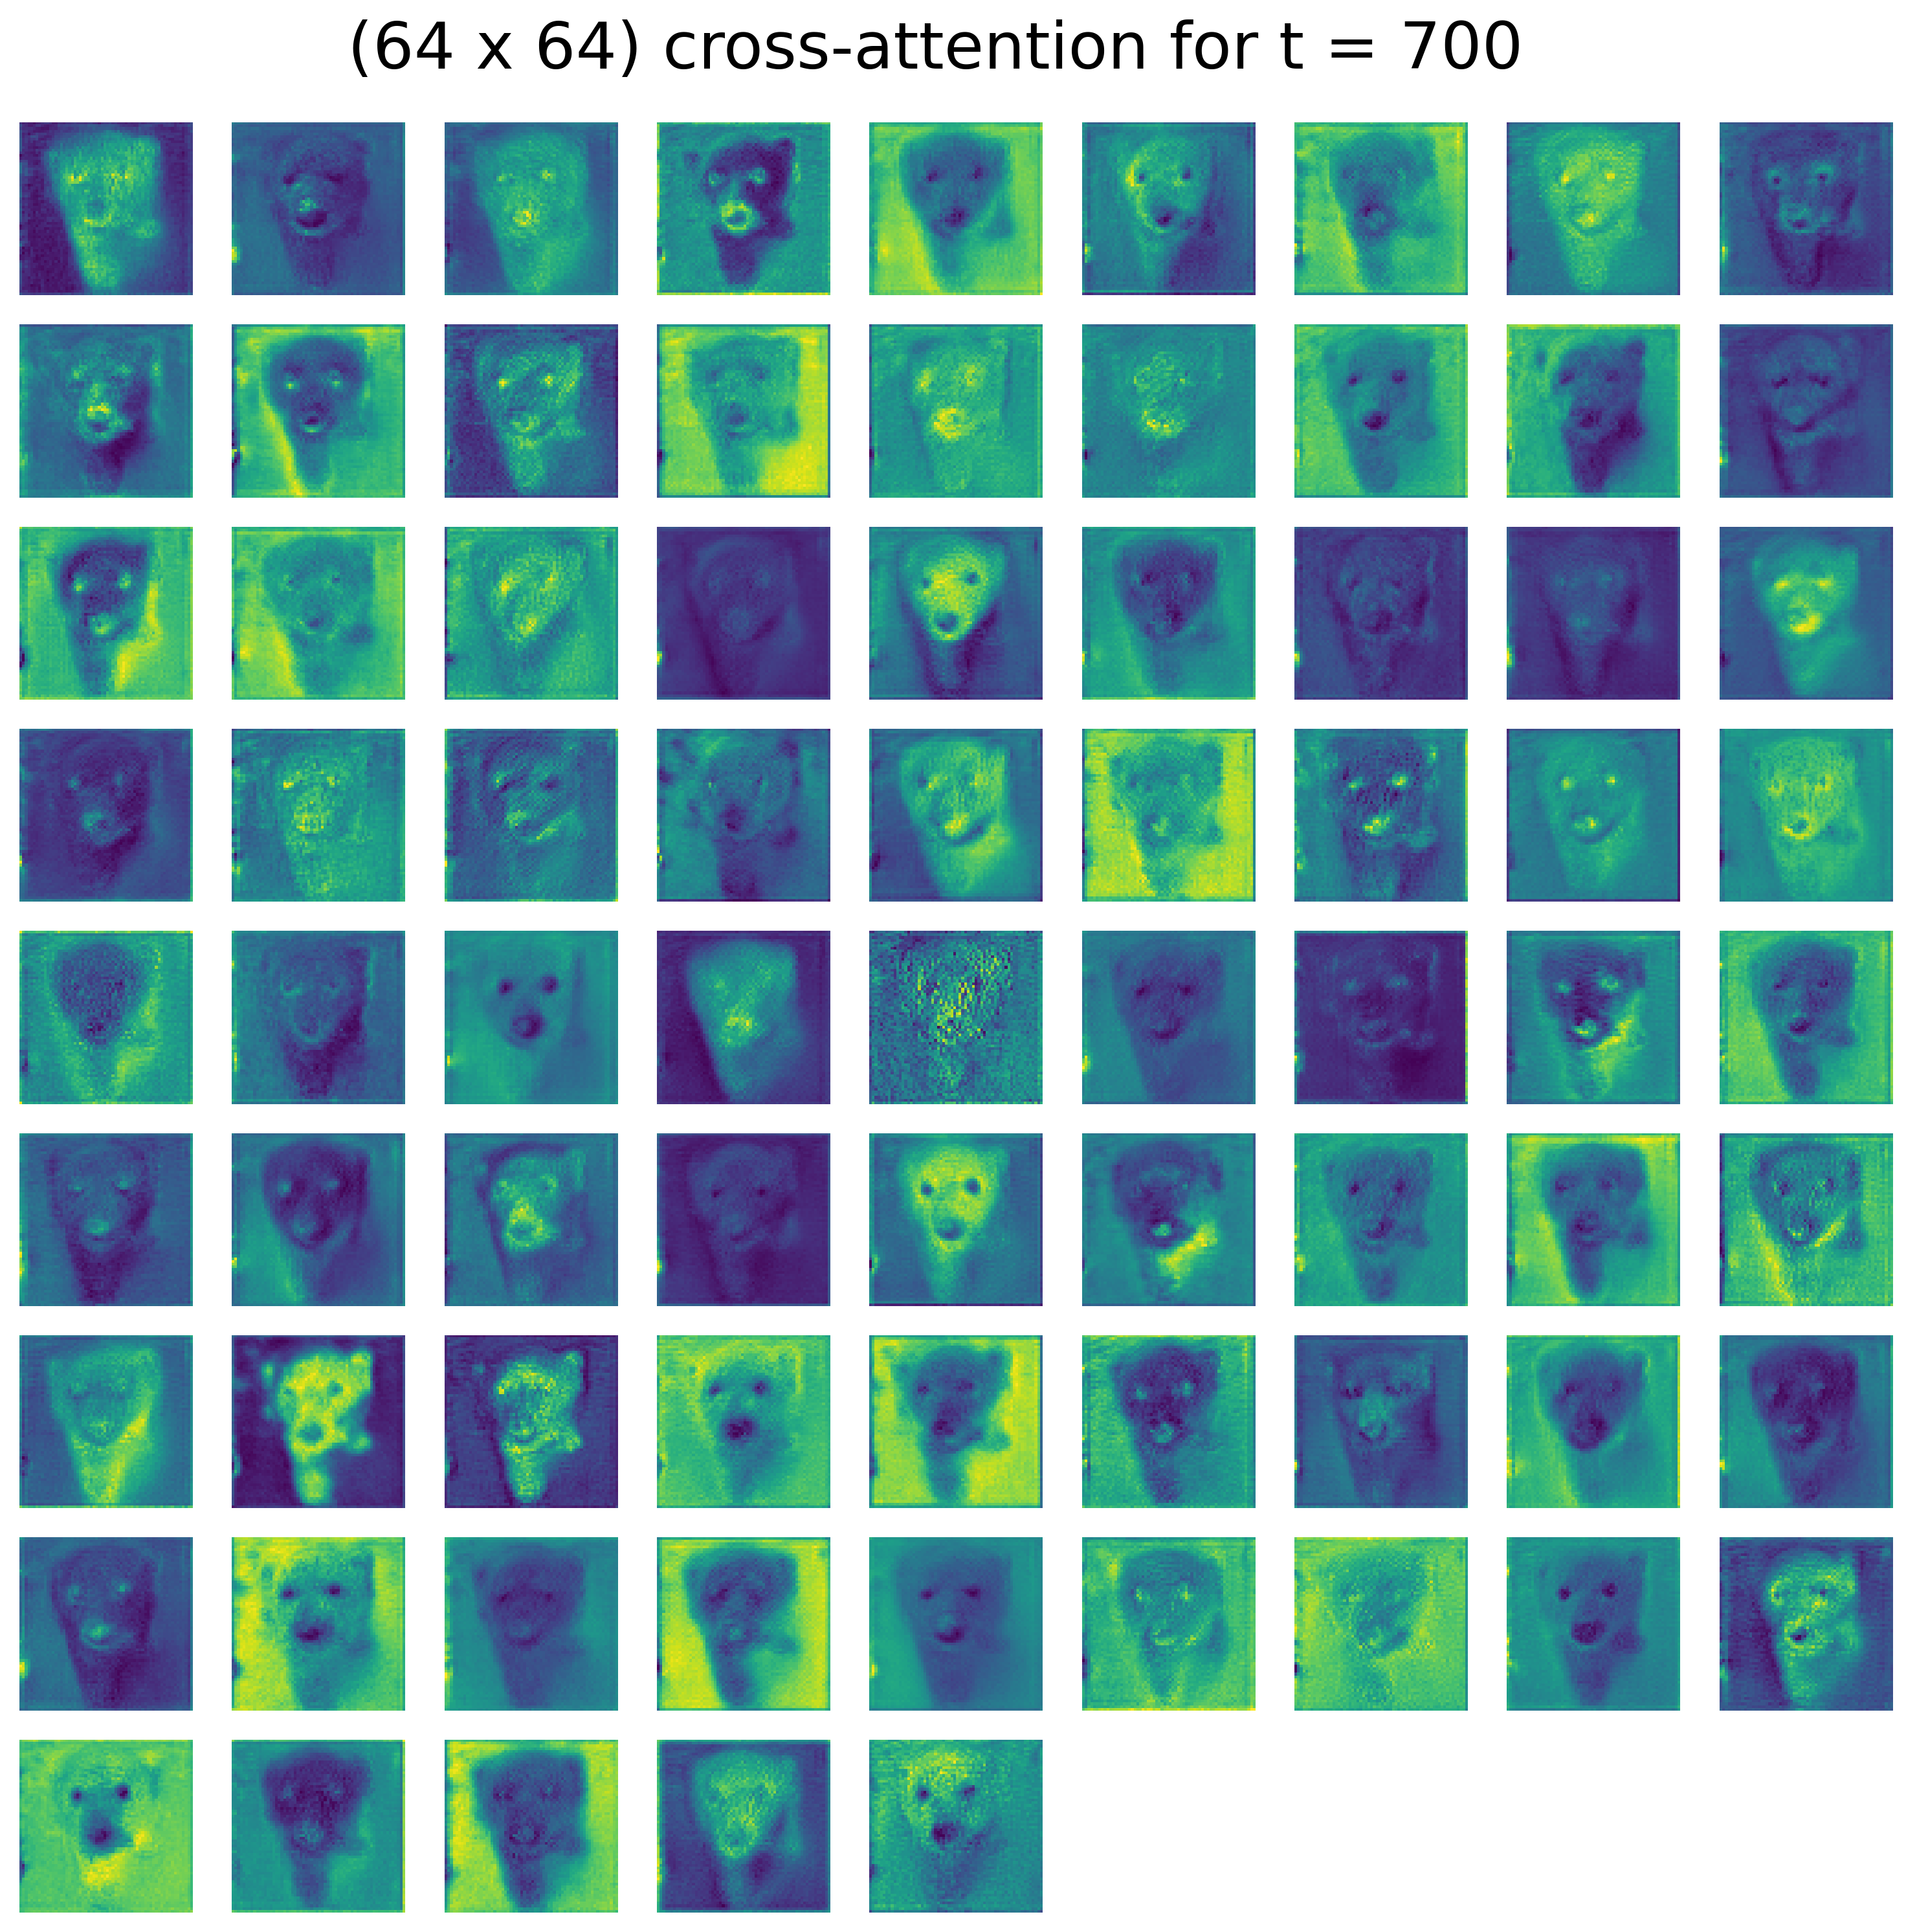 (64 x 64) cross-attention for t = 700